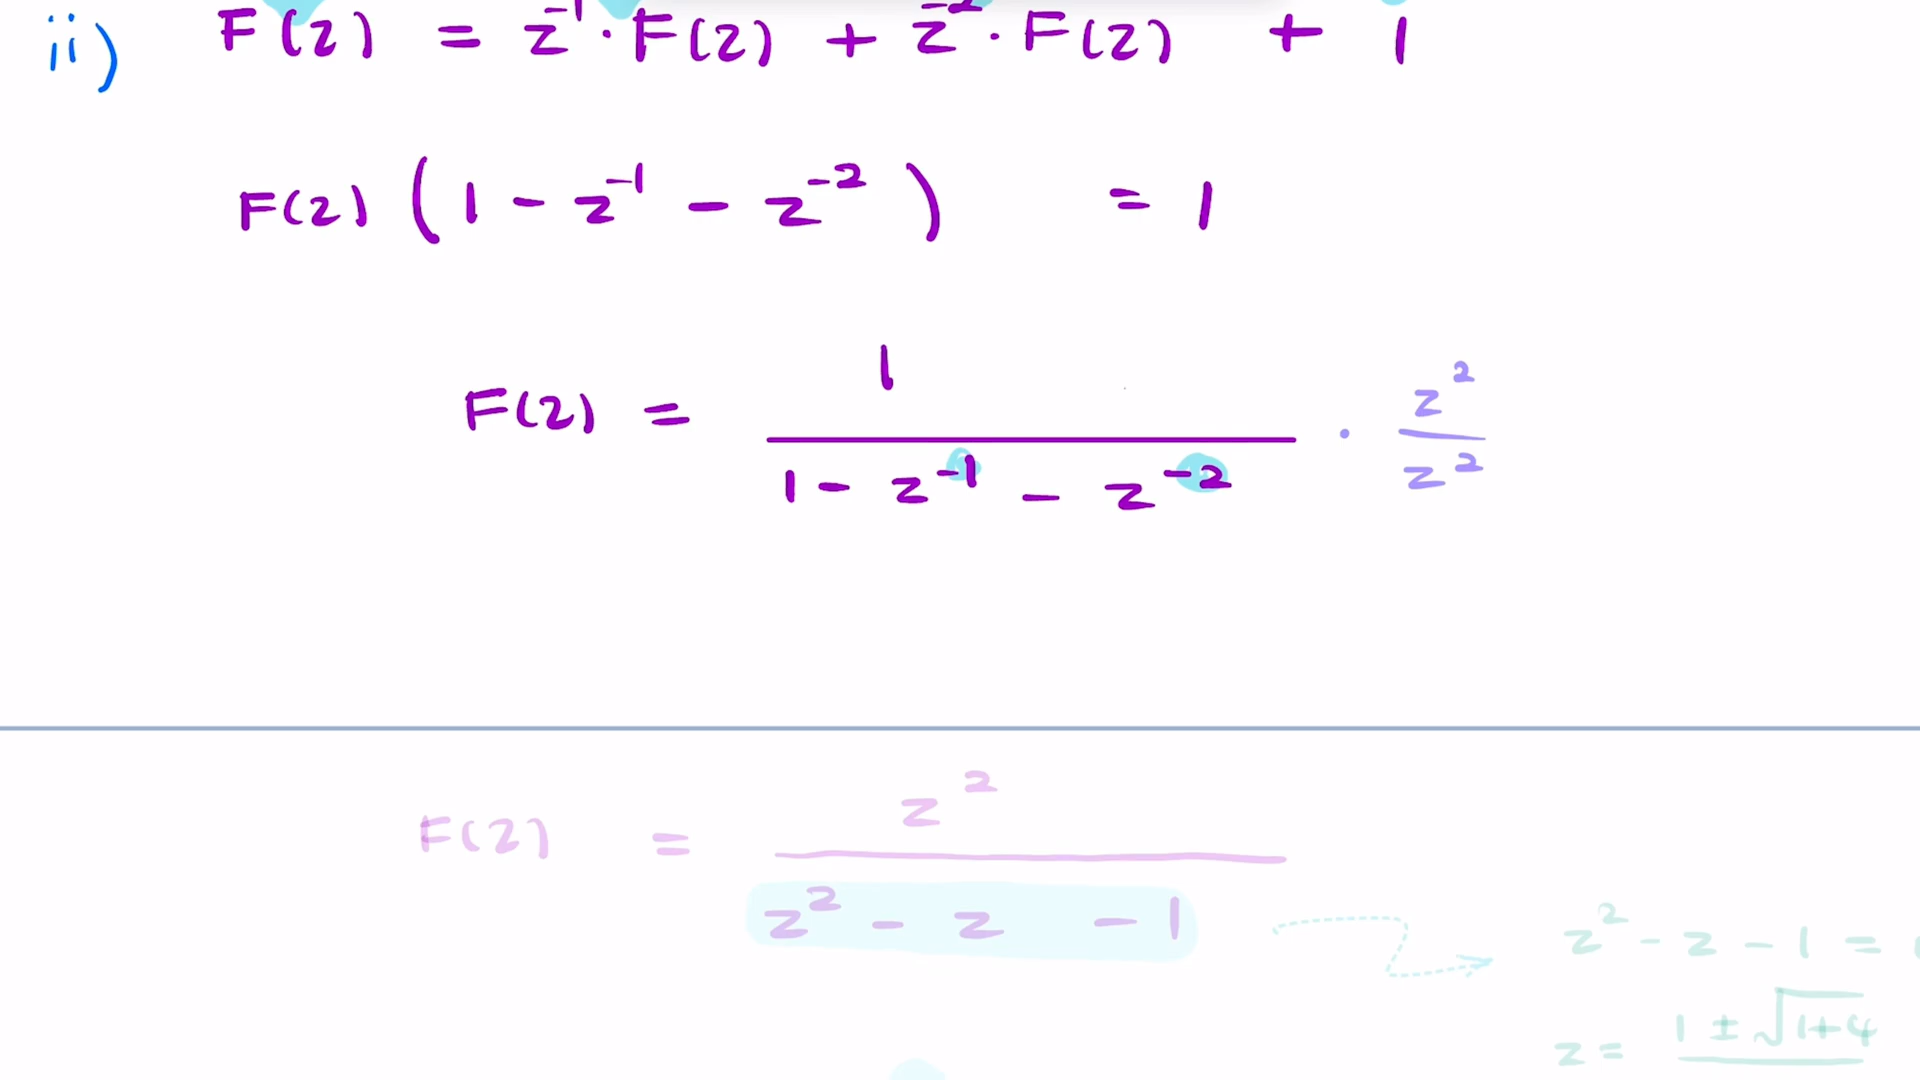 ii) F(z) = z⁻¹ · F(z) + z⁻² · F(z) + 1
F(z) ( 1 - z⁻¹ - z⁻² ) = 1
F(z) = 1 / (1 - z⁻¹ - z⁻²) · z² / z²
F(z) = z² / (z² - z - 1)
z² - z - 1 =
z = 1 ± √1+4